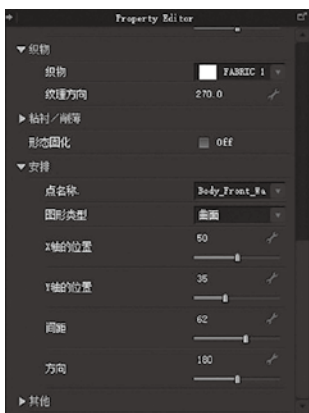 Property Editor
织物
织物 FABRIC 1
纹理方向 270.0
粘衬/削薄
形态固化 Off
安排
点名称. Body_Front_Wa
图形类型 曲面
X轴的位置 50
Y轴的位置 35
间距 62
方向 180
其他